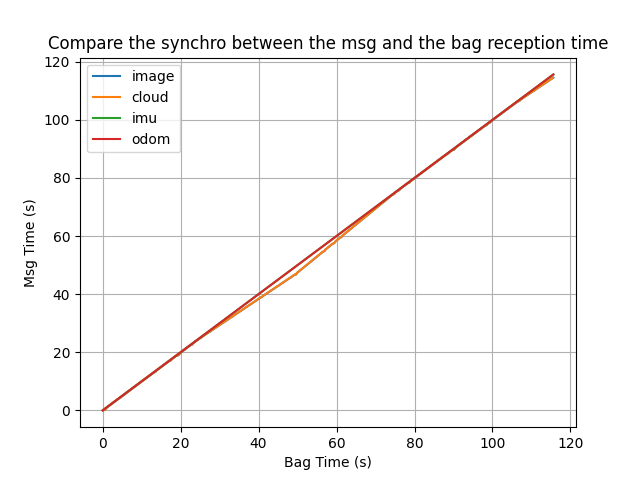 Compare the synchro between the msg and the bag reception time
image
cloud
imu
odom
120
100
80
60
40
20
0
Msg Time (s)
0 20 40 60 80 100 120
Bag Time (s)